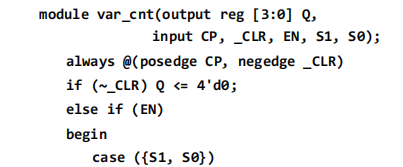 module var_cnt(output reg [3:0] Q,
input CP, _CLR, EN, S1, S0);
always @(posedge CP, negedge _CLR)
if (~_CLR) Q <= 4'd0;
else if (EN)
begin
case ({S1, S0})